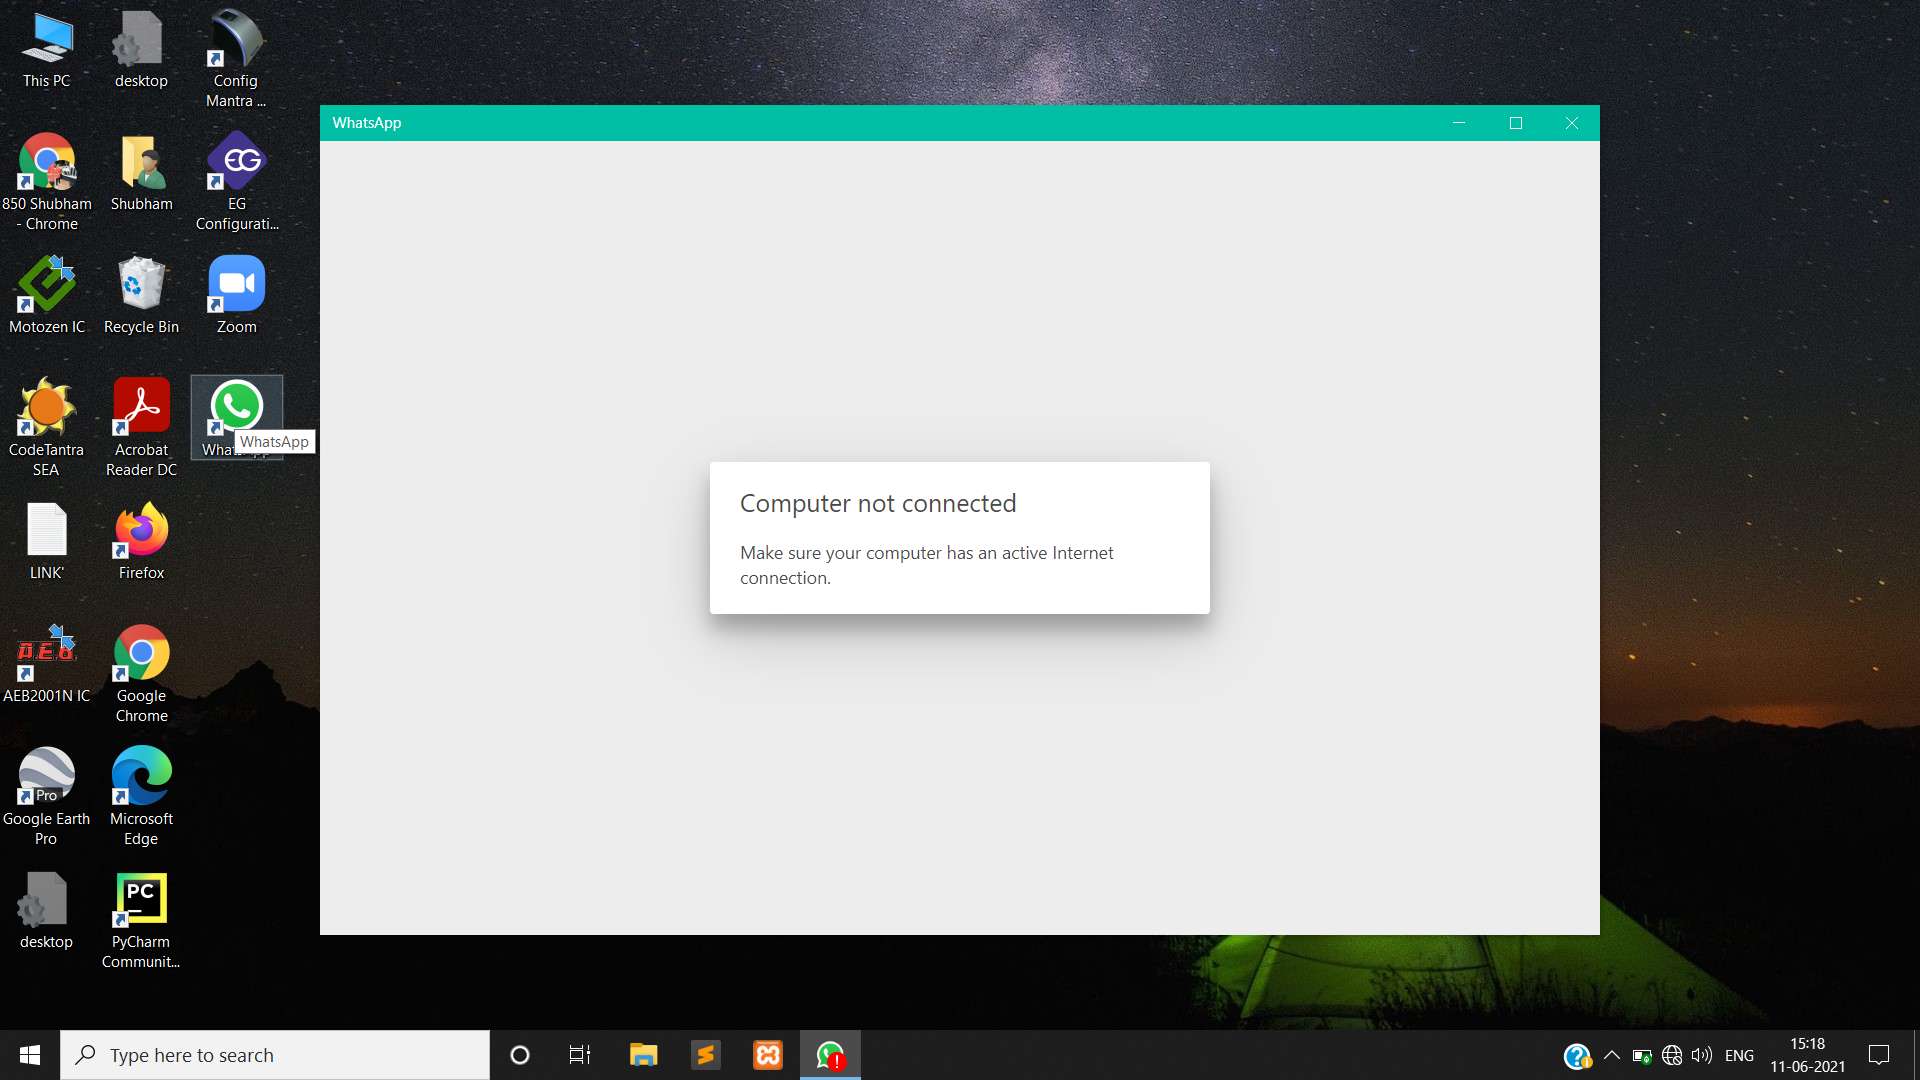 This PC
desktop
Config
Mantra ...
850 Shubham
- Chrome
Shubham
EG
EG
Configurati...
Motozen IC
Recycle Bin
Zoom
CodeTantra
SEA
Acrobat
Reader DC
WhatsApp
LINK'
Firefox
AEB
AEB2001N IC
Google
Chrome
Pro
Google Earth
Pro
Microsoft
Edge
desktop
PC
PyCharm
Communit...
WhatsApp
Computer not connected
Make sure your computer has an active Internet
connection.
Type here to search
ENG
15:18
11-06-2021